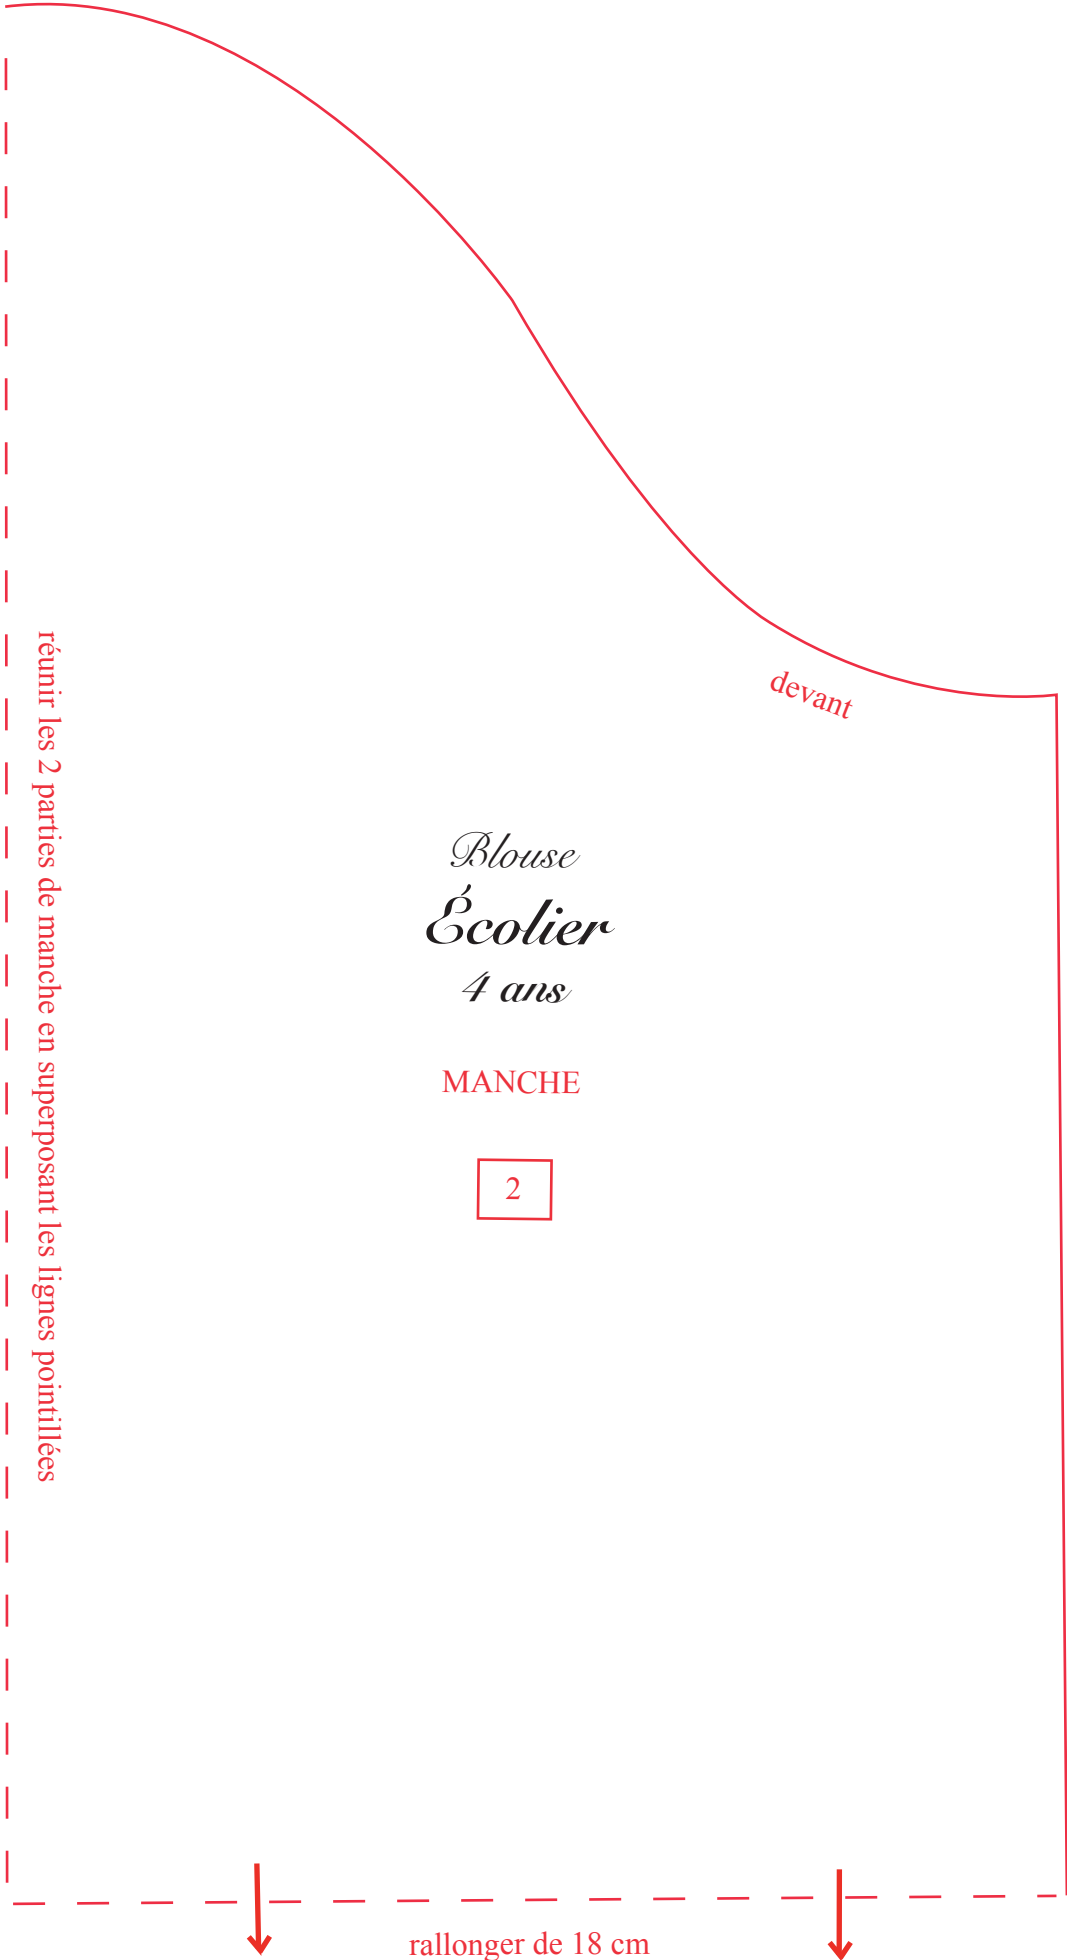 réunir les 2 parties de manche en superposant les lignes pointillées
devant
Blouse
Écolier
4 ans
MANCHE
2
rallonger de 18 cm